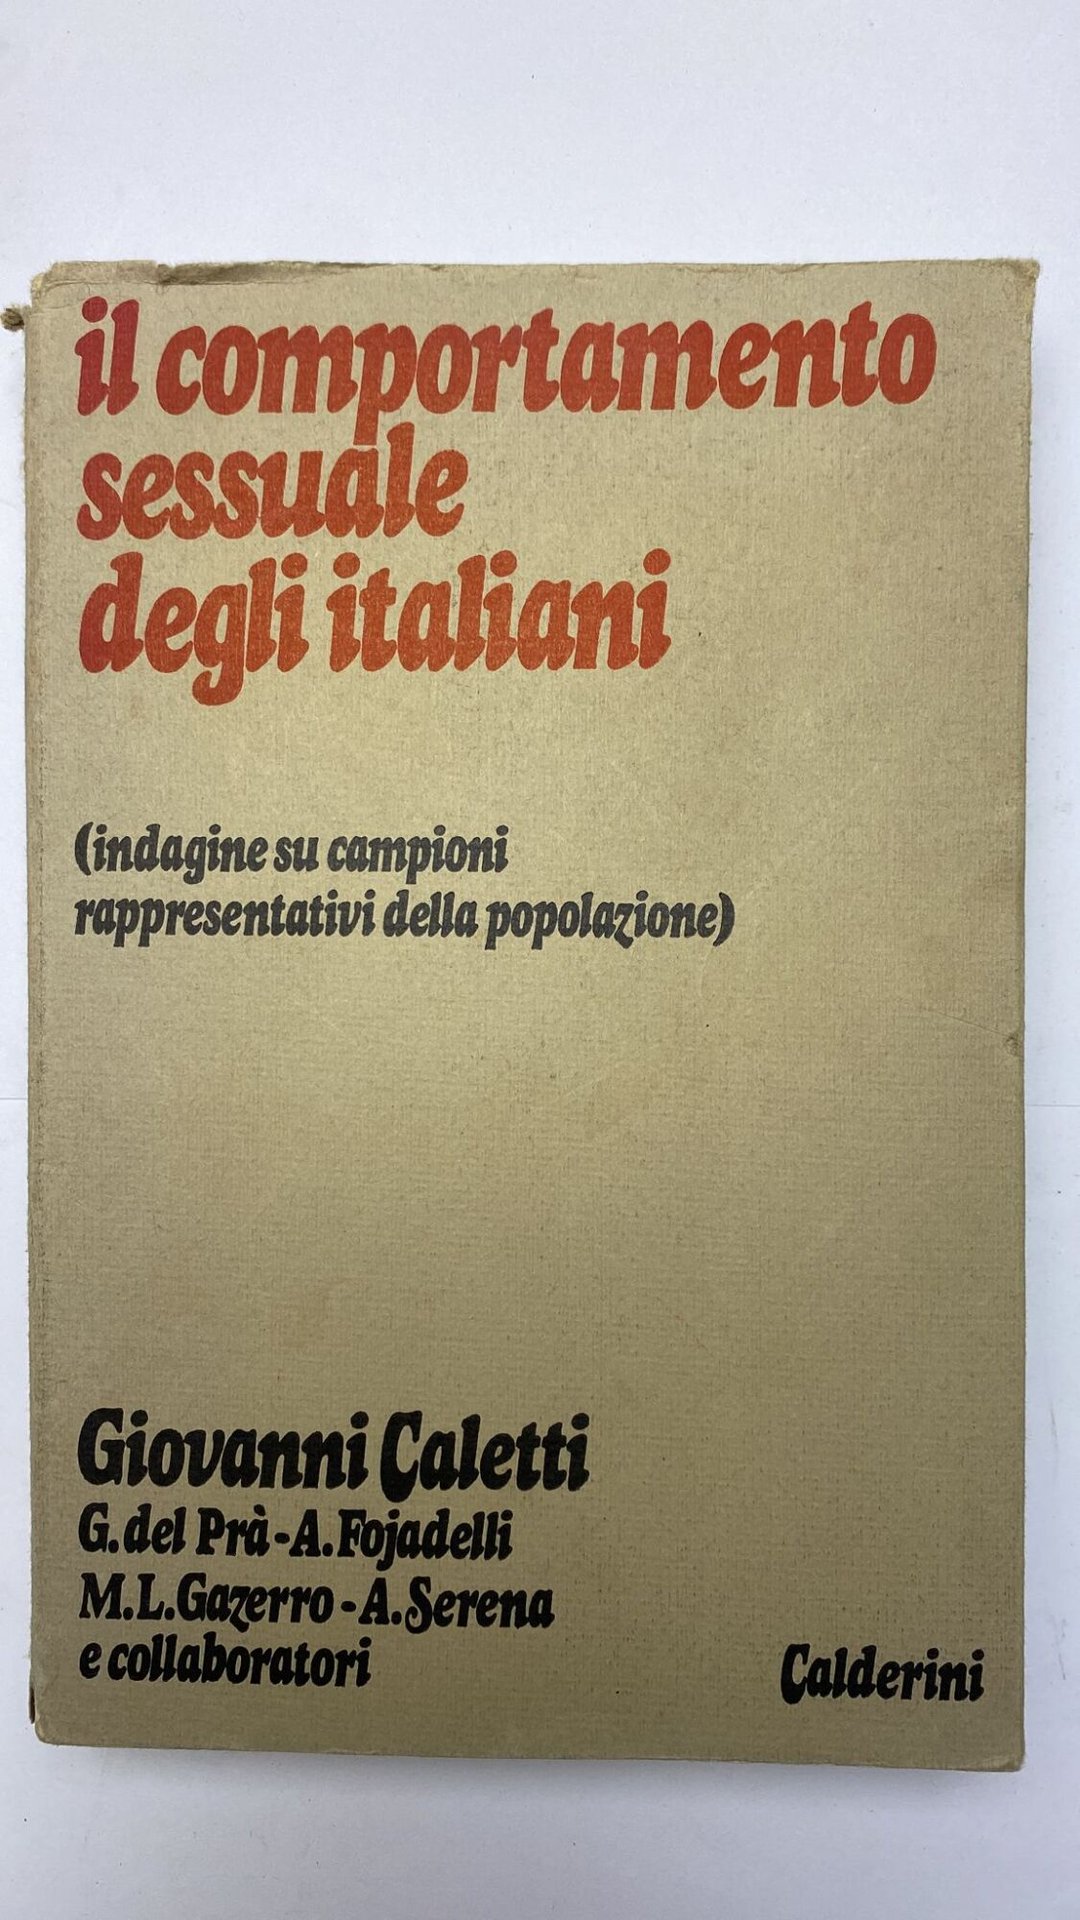 il comportamento
sessuale
degli italiani
(indagine su campioni
rappresentativi della popolazione)
Giovanni Caletti
G. del Prà - A. Fojadelli
M.L. Gazerro - A. Serena
e collaboratori
Calderini